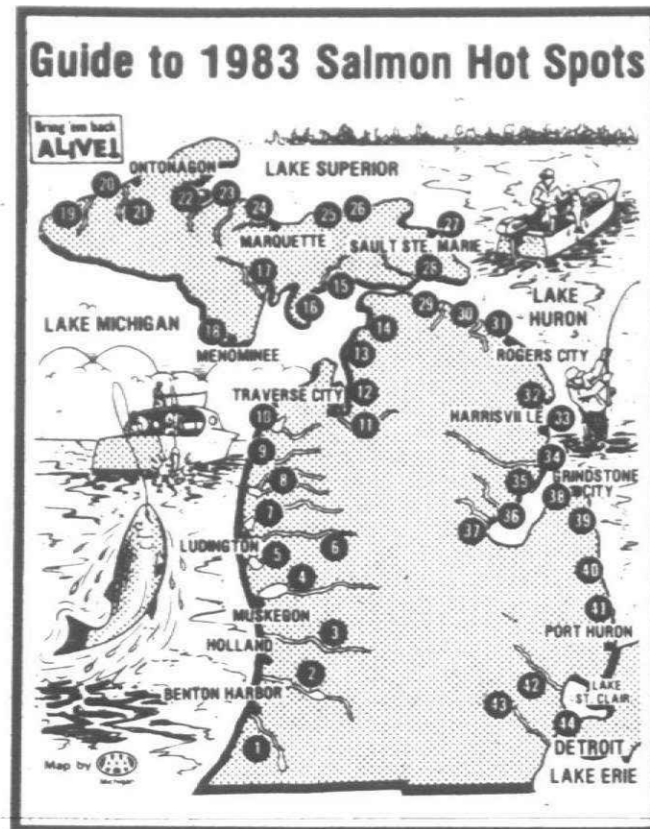 Guide to 1983 Salmon Hot Spots
Bring 'em back
ALIVE!
ONTONAGON
LAKE SUPERIOR
20
22
23
24
25
26
19
21
27
MARQUETTE
SAULT STE. MARIE
17
28
15
16
29
LAKE
HURON
LAKE MICHIGAN
30
31
14
18
13
MENOMINEE
ROGERS CITY
TRAVERSE CITY
12
32
10
11
HARRISVILLE
33
9
34
8
35
GRINDSTONE
CITY
38
7
36
39
37
LUDINGTON
6
5
4
40
MUSKEGON
41
3
HOLLAND
PORT HURON
2
BENTON HARBOR
42
LAKE
ST. CLAIR
43
44
1
DETROIT
Map by AAA
Michigan
LAKE ERIE